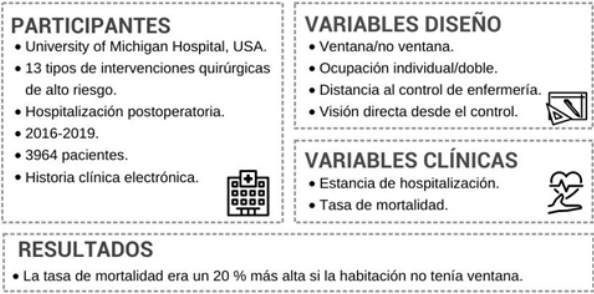 PARTICIPANTES
• University of Michigan Hospital, USA.
• 13 tipos de intervenciones quirúrgicas
de alto riesgo.
• Hospitalización postoperatoria.
• 2016-2019.
• 3964 pacientes.
• Historia clínica electrónica.
VARIABLES DISEÑO
• Ventana/no ventana.
• Ocupación individual/doble.
• Distancia al control de enfermería.
• Visión directa desde el control.
VARIABLES CLÍNICAS
• Estancia de hospitalización.
• Tasa de mortalidad.
RESULTADOS
• La tasa de mortalidad era un 20 % más alta si la habitación no tenía ventana.